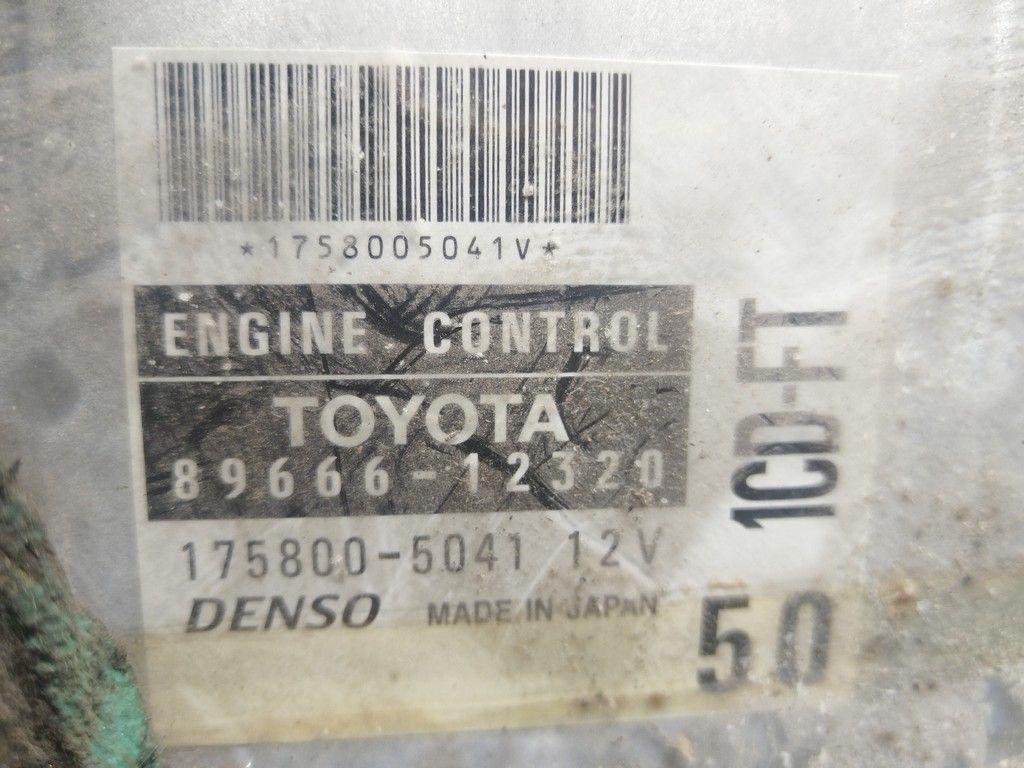 *1758005041V*
ENGINE CONTROL
TOYOTA
89666-12320
175800-5041 12V
DENSO MADE IN JAPAN
1CD-FT
50